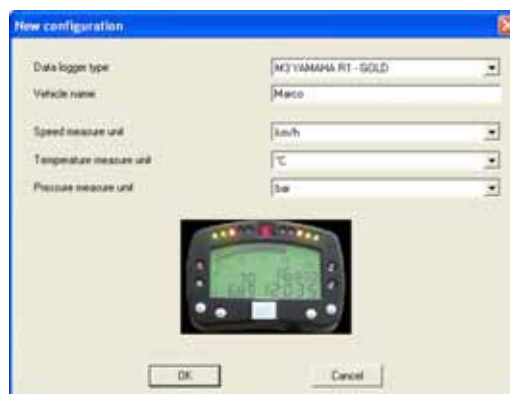 New configuration
Data logger type
M3 YAMAHA R1 - GOLD
Vehicle name
Marco
Speed measure unit
km/h
Temperature measure unit
°C
Pressure measure unit
bar
OK
Cancel